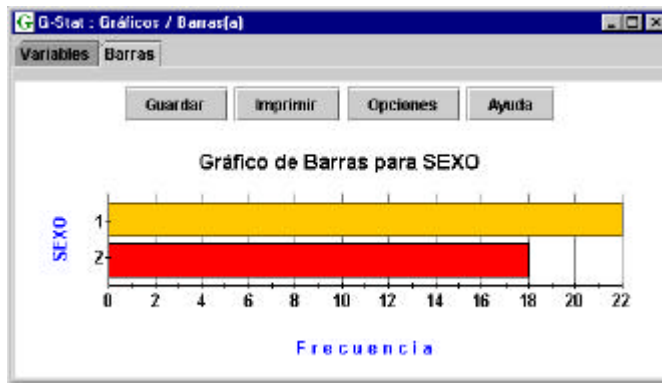 G G-Stat : Gráficos / Barras(a)
Variables Barras
Guardar Imprimir Opciones Ayuda
Gráfico de Barras para SEXO
SEXO
1
2
0 2 4 6 8 10 12 14 16 18 20 22
Frecuencia